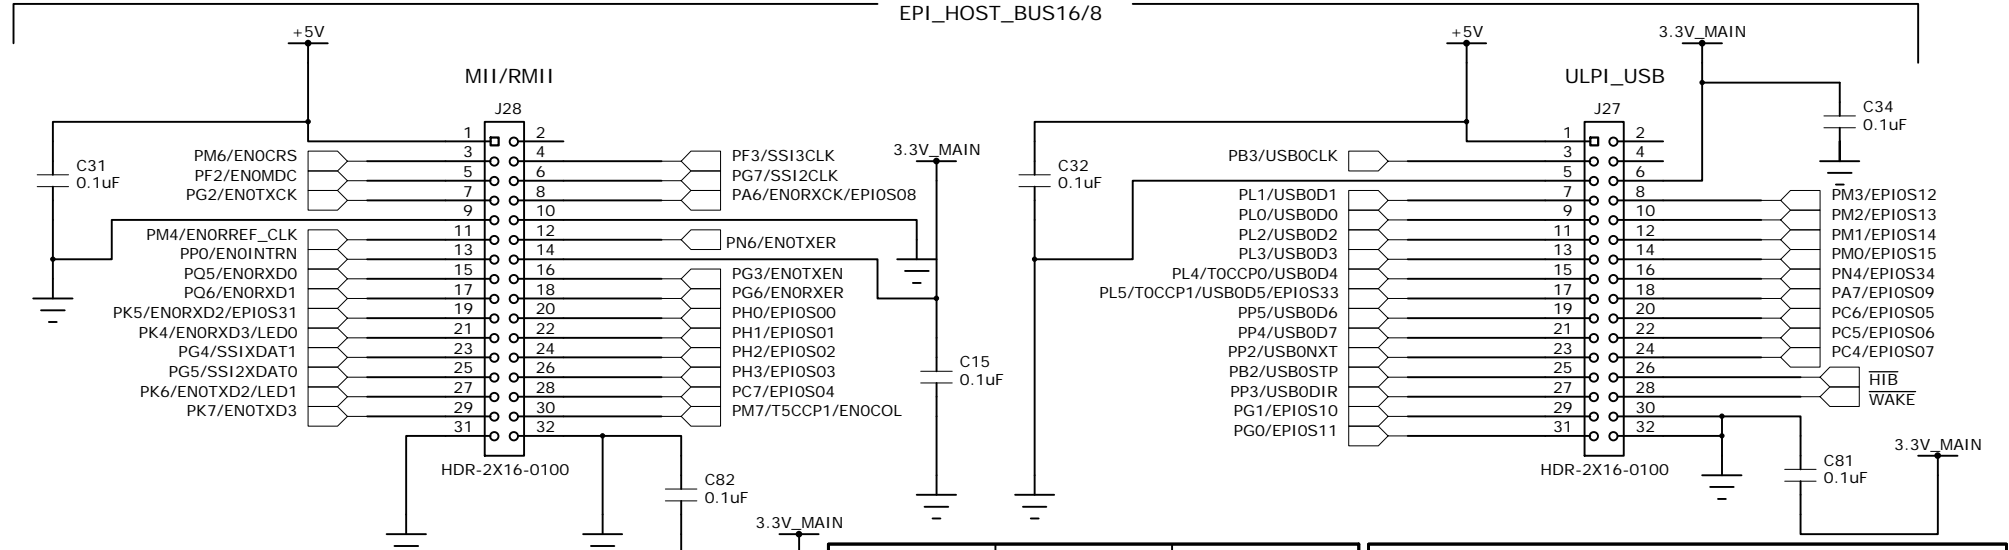 EPI_HOST_BUS16/8
+5V
MII/RMII
J28
C31
0.1uF
1
2
PM6/EN0CRS
3
4
PF3/SSI3CLK
PF2/EN0MDC
5
6
PG7/SSI2CLK
PG2/EN0TXCK
7
8
PA6/EN0RXCK/EPI0S08
9
10
PM4/EN0RREF_CLK
11
12
PN6/EN0TXER
PP0/EN0INTRN
13
14
PQ5/EN0RXD0
15
16
PG3/EN0TXEN
PQ6/EN0RXD1
17
18
PG6/EN0RXER
PK5/EN0RXD2/EPI0S31
19
20
PH0/EPI0S00
PK4/EN0RXD3/LED0
21
22
PH1/EPI0S01
PG4/SSIXDAT1
23
24
PH2/EPI0S02
PG5/SSI2XDAT0
25
26
PH3/EPI0S03
PK6/EN0TXD2/LED1
27
28
PC7/EPI0S04
PK7/EN0TXD3
29
30
PM7/T5CCP1/EN0COL
31
32
HDR-2X16-0100
3.3V_MAIN
C15
0.1uF
C82
0.1uF
3.3V_MAIN
+5V
3.3V_MAIN
ULPI_USB
J27
C34
0.1uF
C32
0.1uF
1
2
PB3/USB0CLK
3
4
5
6
PL1/USB0D1
7
8
PM3/EPI0S12
PL0/USB0D0
9
10
PM2/EPI0S13
PL2/USB0D2
11
12
PM1/EPI0S14
PL3/USB0D3
13
14
PM0/EPI0S15
PL4/T0CCP0/USB0D4
15
16
PN4/EPI0S34
PL5/T0CCP1/USB0D5/EPI0S33
17
18
PA7/EPI0S09
PP5/USB0D6
19
20
PC6/EPI0S05
PP4/USB0D7
21
22
PC5/EPI0S06
PP2/USB0NXT
23
24
PC4/EPI0S07
PB2/USB0STP
25
26
HIB
PP3/USB0DIR
27
28
WAKE
PG1/EPI0S10
29
30
PG0/EPI0S11
31
32
HDR-2X16-0100
C81
0.1uF
3.3V_MAIN